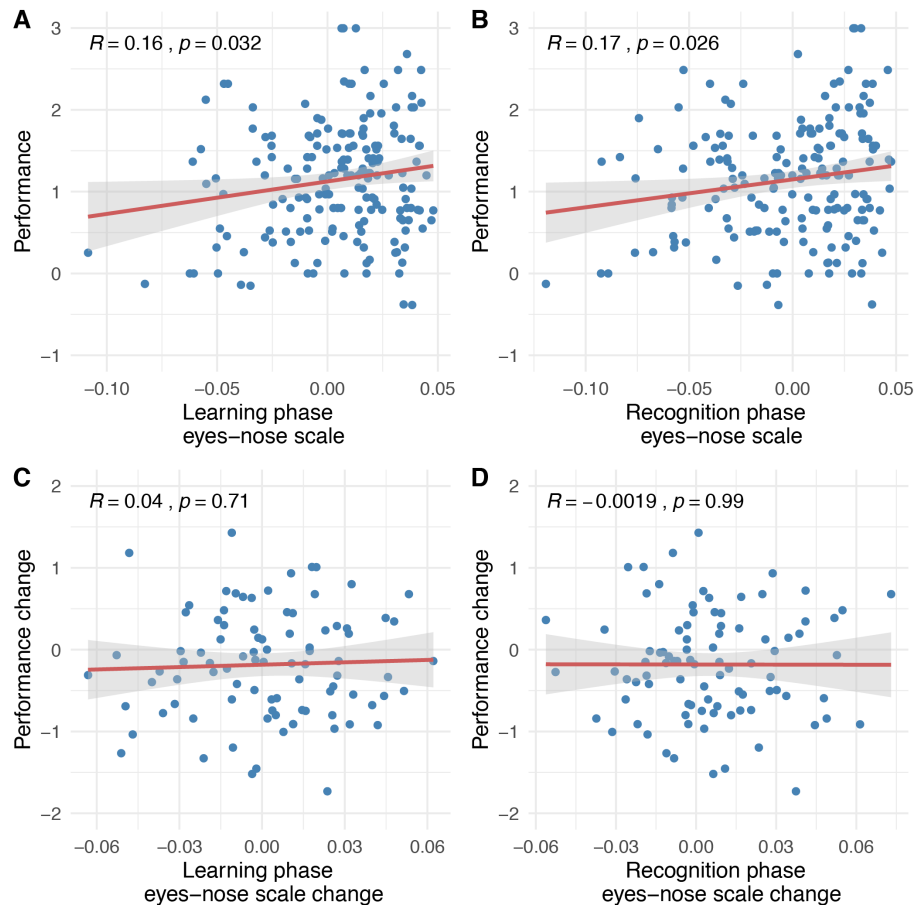 A
R = 0.16 , p = 0.032
3
2
1
0
−1
Performance
−0.10
−0.05
0.00
0.05
Learning phase
eyes−nose scale
B
R = 0.17 , p = 0.026
3
2
1
0
−1
Performance
−0.10
−0.05
0.00
0.05
Recognition phase
eyes−nose scale
C
R = 0.04 , p = 0.71
2
1
0
−1
−2
Performance change
−0.06
−0.03
0.00
0.03
0.06
Learning phase
eyes−nose scale change
D
R = −0.0019 , p = 0.99
2
1
0
−1
−2
Performance change
−0.06
−0.03
0.00
0.03
0.06
Recognition phase
eyes−nose scale change